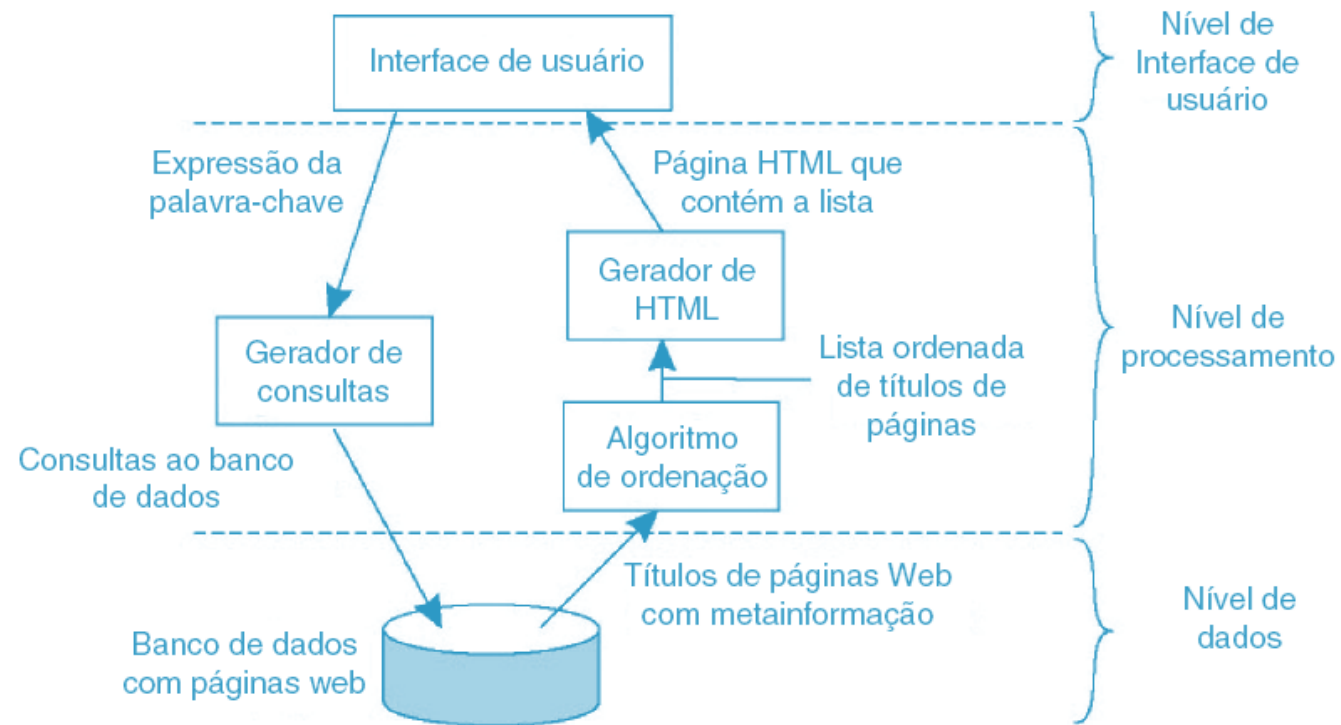 Interface de usuário
Nível de
Interface de
usuário
Expressão da
palavra-chave
Página HTML que
contém a lista
Gerador de
HTML
Gerador de
consultas
Lista ordenada
de títulos de
páginas
Nível de
processamento
Algoritmo
de ordenação
Consultas ao banco
de dados
Títulos de páginas Web
com metainformação
Banco de dados
com páginas web
Nível de
dados